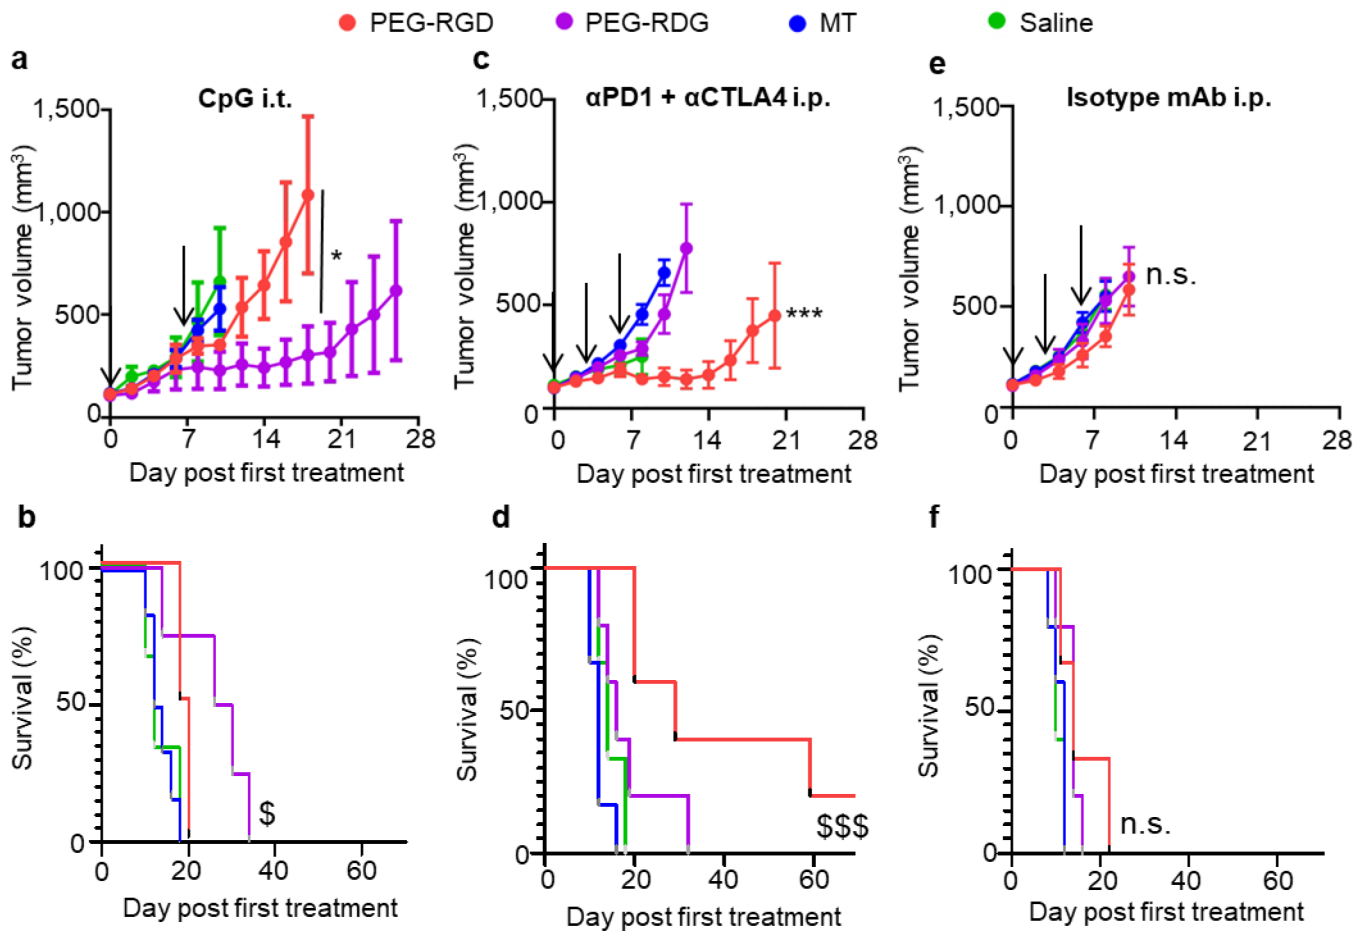 PEG-RGD PEG-RDG MT Saline
a
CpG i.t.
1,500
1,000
500
0
Tumor volume (mm³)
*
0 7 14 21 28
Day post first treatment
c
αPD1 + αCTLA4 i.p.
1,500
1,000
500
0
Tumor volume (mm³)
***
0 7 14 21 28
Day post first treatment
e
Isotype mAb i.p.
1,500
1,000
500
0
Tumor volume (mm³)
n.s.
0 7 14 21 28
Day post first treatment
b
100
50
0
Survival (%)
$
0 20 40 60
Day post first treatment
d
100
50
0
Survival (%)
$$$
0 20 40 60
Day post first treatment
f
100
50
0
Survival (%)
n.s.
0 20 40 60
Day post first treatment